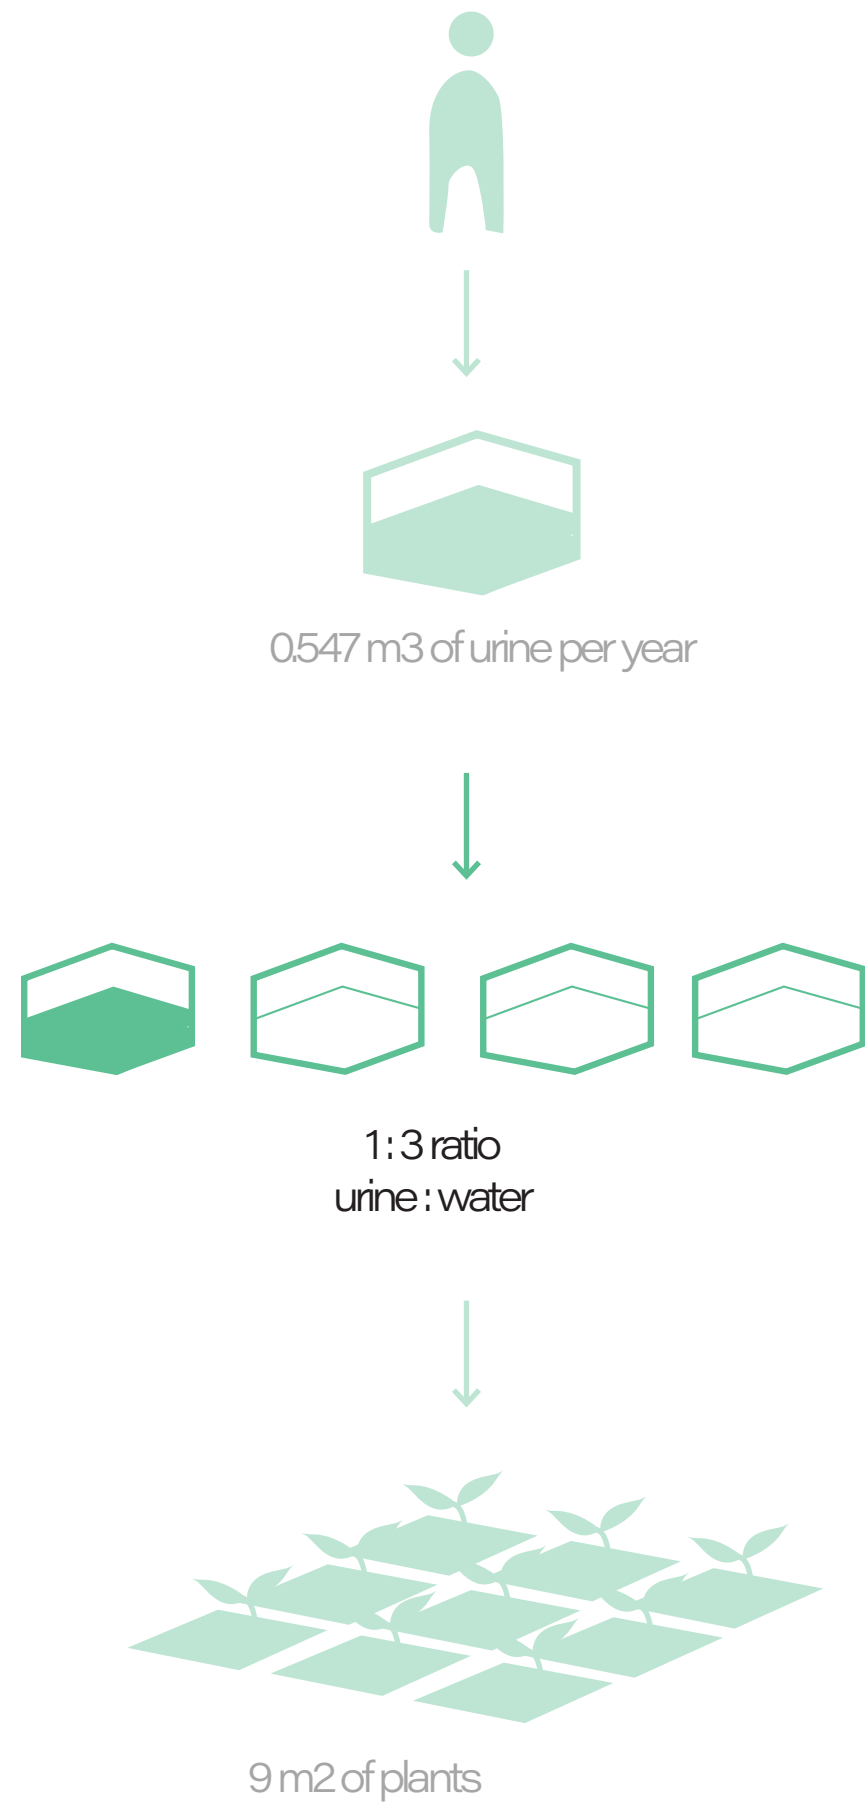 0.547 m3 of urine per year
1 : 3 ratio
urine : water
9 m2 of plants